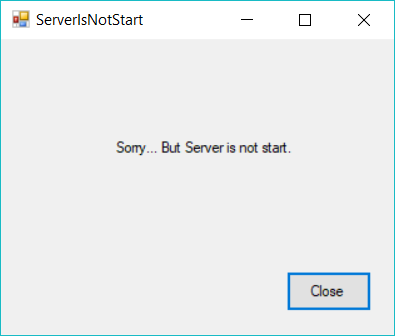 ServerIsNotStart
Sorry... But Server is not start.
Close